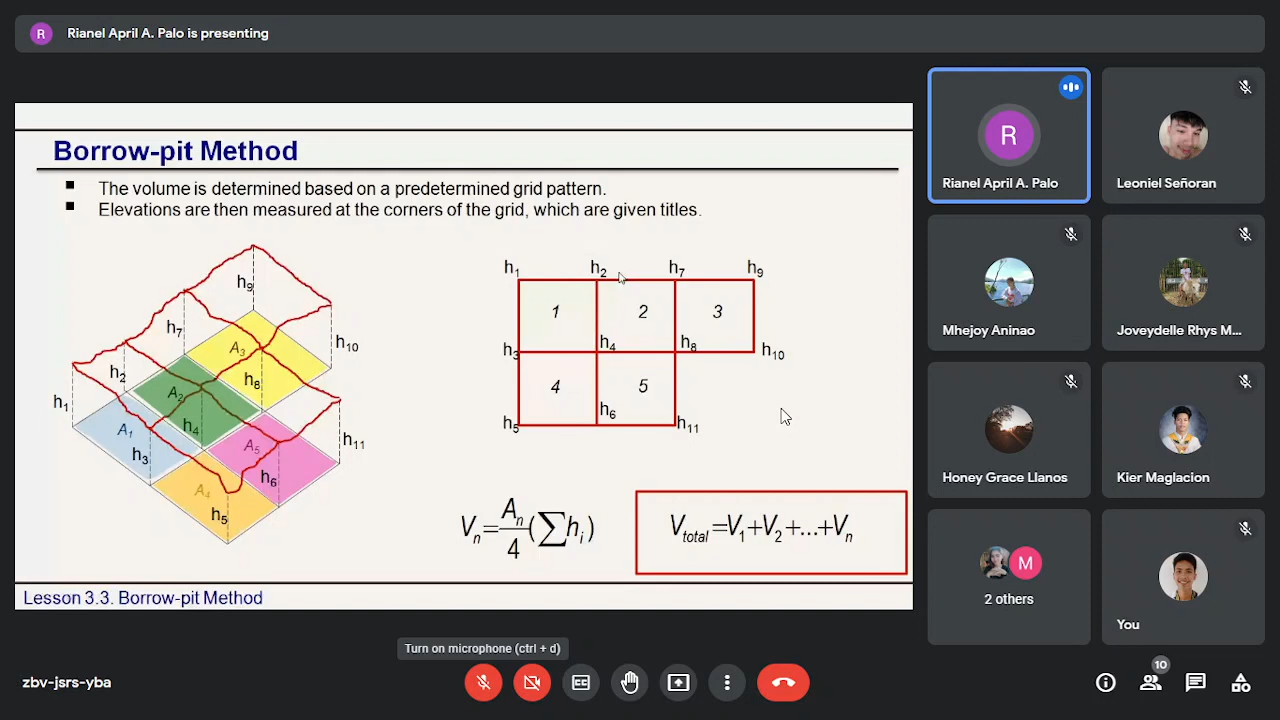 R
Rianel April A. Palo is presenting
Borrow-pit Method
The volume is determined based on a predetermined grid pattern.
Elevations are then measured at the corners of the grid, which are given titles.
h9
h7
h10
h2
h8
h1
h4
h11
h3
h6
h5
A3
A2
A1
A5
A4
h1 h2 h7 h9
1 2 3
h3 h4 h8 h10
4 5
h5 h6 h11
Vn=An/4(∑hi)
Vtotal=V1+V2+...+Vn
Lesson 3.3. Borrow-pit Method
R
Rianel April A. Palo
Leoniel Señoran
Mhejoy Aninao
Joveydelle Rhys M...
Honey Grace Llanos
Kier Maglacion
M
2 others
You
Turn on microphone (ctrl + d)
zbv-jsrs-yba
CC
10